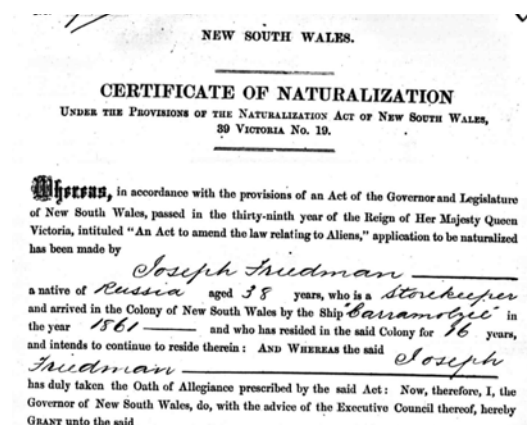 NEW SOUTH WALES.
CERTIFICATE OF NATURALIZATION
UNDER THE PROVISIONS OF THE NATURALIZATION ACT OF NEW SOUTH WALES,
39 VICTORIA No. 19.
Whereas, in accordance with the provisions of an Act of the Governor and Legislature
of New South Wales, passed in the thirty-ninth year of the Reign of Her Majesty Queen
Victoria, intituled "An Act to amend the law relating to Aliens," application to be naturalized
has been made by
Joseph Friedman
a native of Russia aged 38 years, who is a Storekeeper
and arrived in the Colony of New South Wales by the Ship in
the year 1861 and who has resided in the said Colony for 16 years,
and intends to continue to reside therein: AND WHEREAS the said Joseph
Friedman
has duly taken the Oath of Allegiance prescribed by the said Act: Now, therefore, I, the
Governor of New South Wales, do, with the advice of the Executive Council thereof, hereby
GRANT unto the said